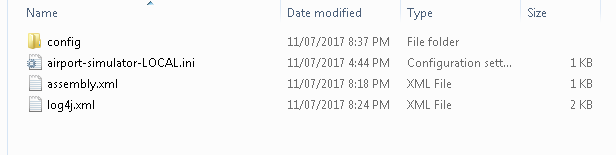 Name Date modified Type Size
config 11/07/2017 8:37 PM File folder
airport-simulator-LOCAL.ini 11/07/2017 4:44 PM Configuration sett... 1 KB
assembly.xml 11/07/2017 8:18 PM XML File 1 KB
log4j.xml 11/07/2017 8:24 PM XML File 2 KB